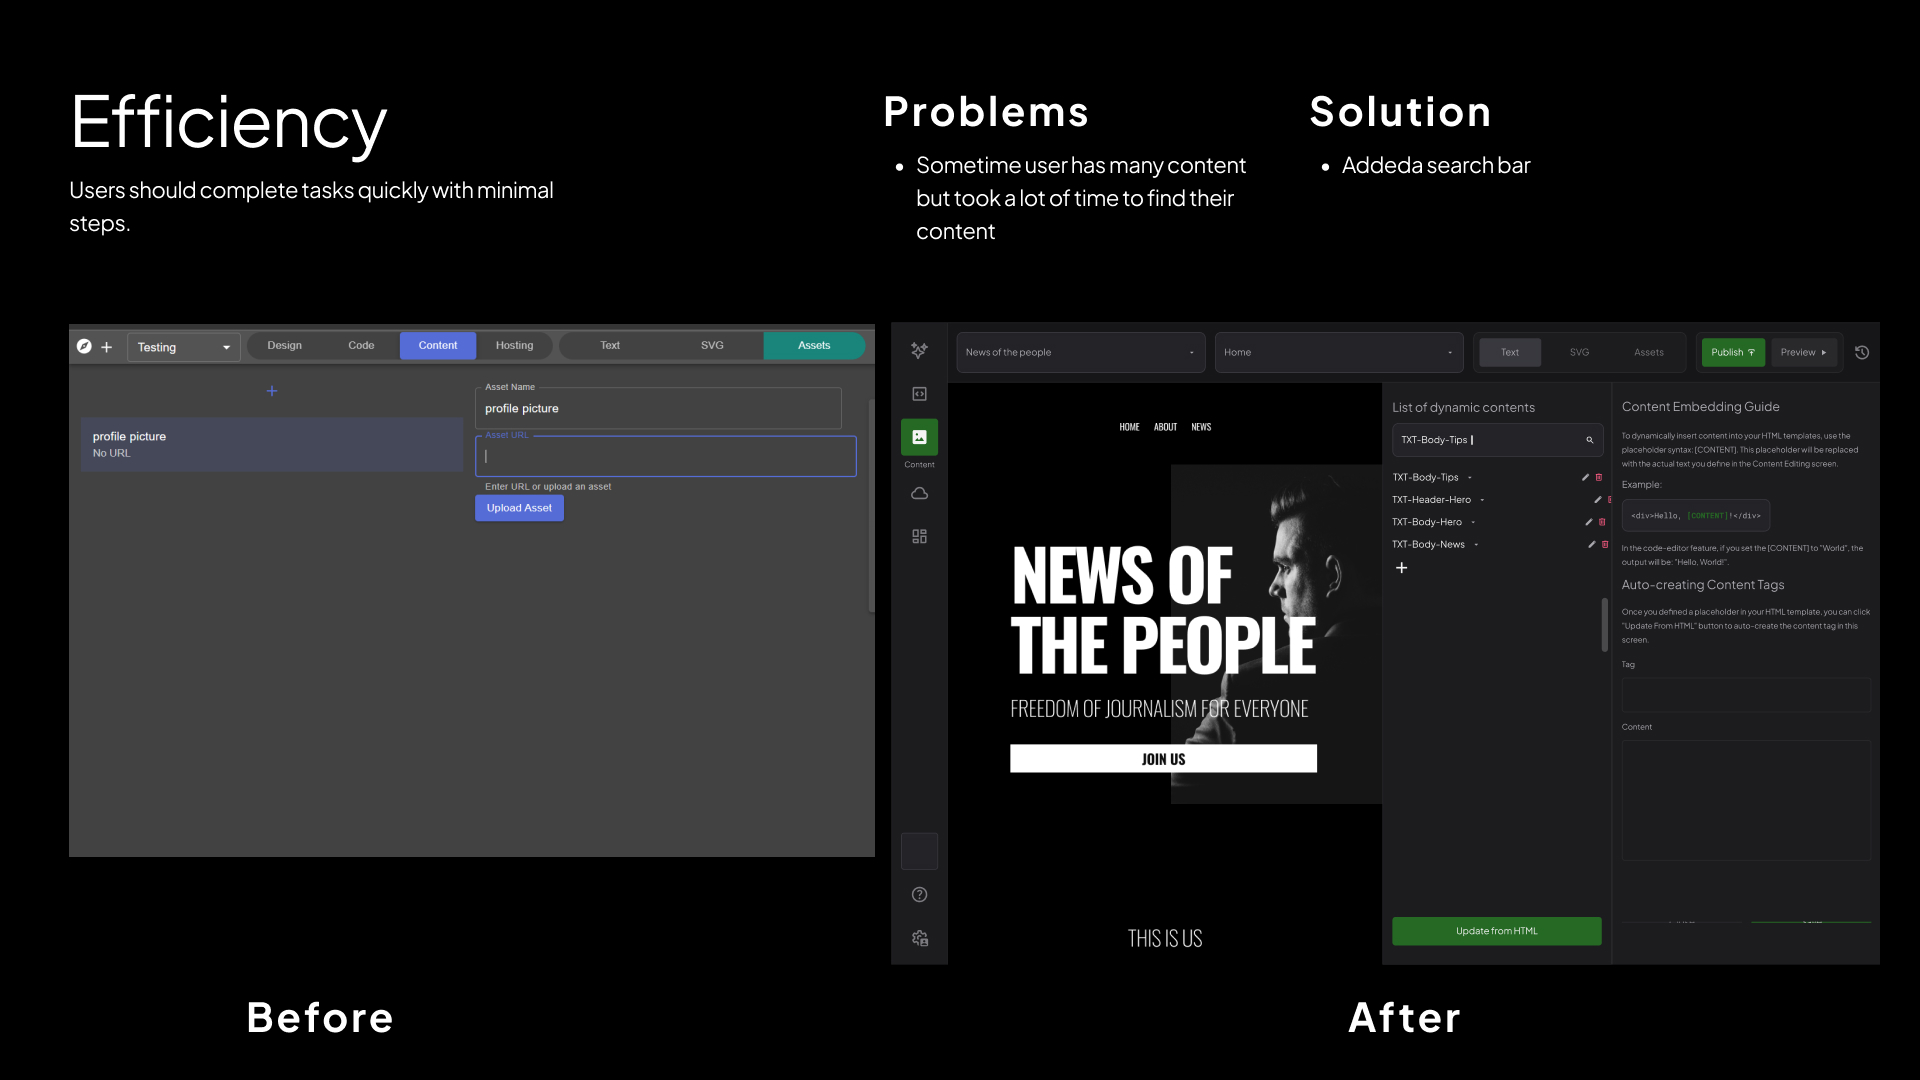 Efficiency
Users should complete tasks quickly with minimal
steps.
Problems
Sometime user has many content
but took a lot of time to find their
content
Solution
Addeda search bar
Testing
Design
Code
Content
Hosting
Text
SVG
Assets
profile picture
No URL
Asset Name
profile picture
Asset URL
Enter URL or upload an asset
Upload Asset
Content
News of the people
Home
Text
SVG
Assets
Publish
Preview
HOME
ABOUT
NEWS
NEWS OF
THE PEOPLE
FREEDOM OF JOURNALISM FOR EVERYONE
JOIN US
THIS IS US
List of dynamic contents
TXT-Body-Tips
TXT-Body-Tips
TXT-Header-Hero
TXT-Body-Hero
TXT-Body-News
Update from HTML
Content Embedding Guide
To dynamically insert content into your HTML templates, use the
placeholder syntax: [CONTENT]. This placeholder will be replaced
with the actual text you define in the Content Editing screen.
Example:
<div>Hello, [CONTENT]!</div>
In the code-editor feature, if you set the [CONTENT] to "World", the
output will be: "Hello, World!".
Auto-creating Content Tags
Once you defined a placeholder in your HTML template, you can click
"Update From HTML" button to auto-create the content tag in this
screen.
Tag
Content
Before
After